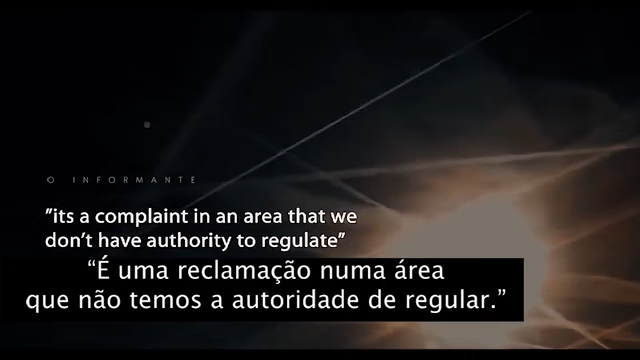 O INFORMANTE
"its a complaint in an area that we
don't have authority to regulate"
“É uma reclamação numa área
que não temos a autoridade de regular.”